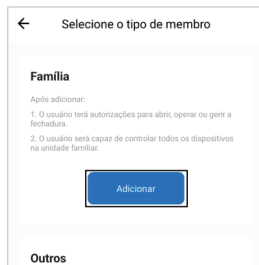 Selecione o tipo de membro
Família
Após adicionar:
1. O usuário terá autorizações para abrir, operar ou gerir a
fechadura.
2. O usuário será capaz de controlar todos os dispositivos
na unidade familiar.
Adicionar
Outros